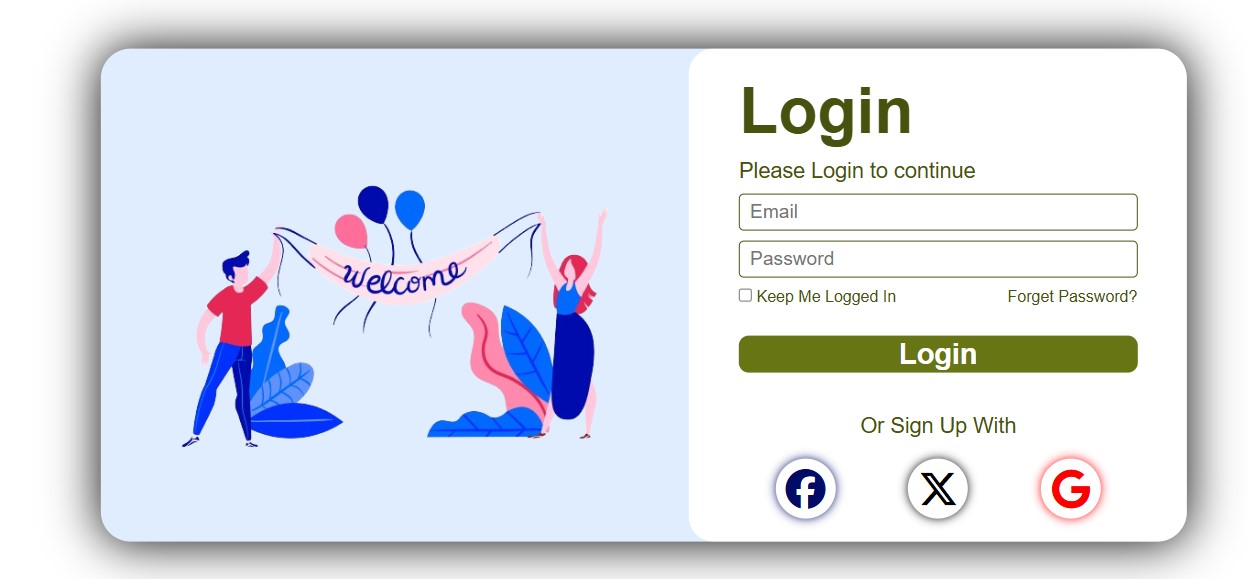 welcome
Login
Please Login to continue
Email
Password
Keep Me Logged In Forget Password?
Login
Or Sign Up With